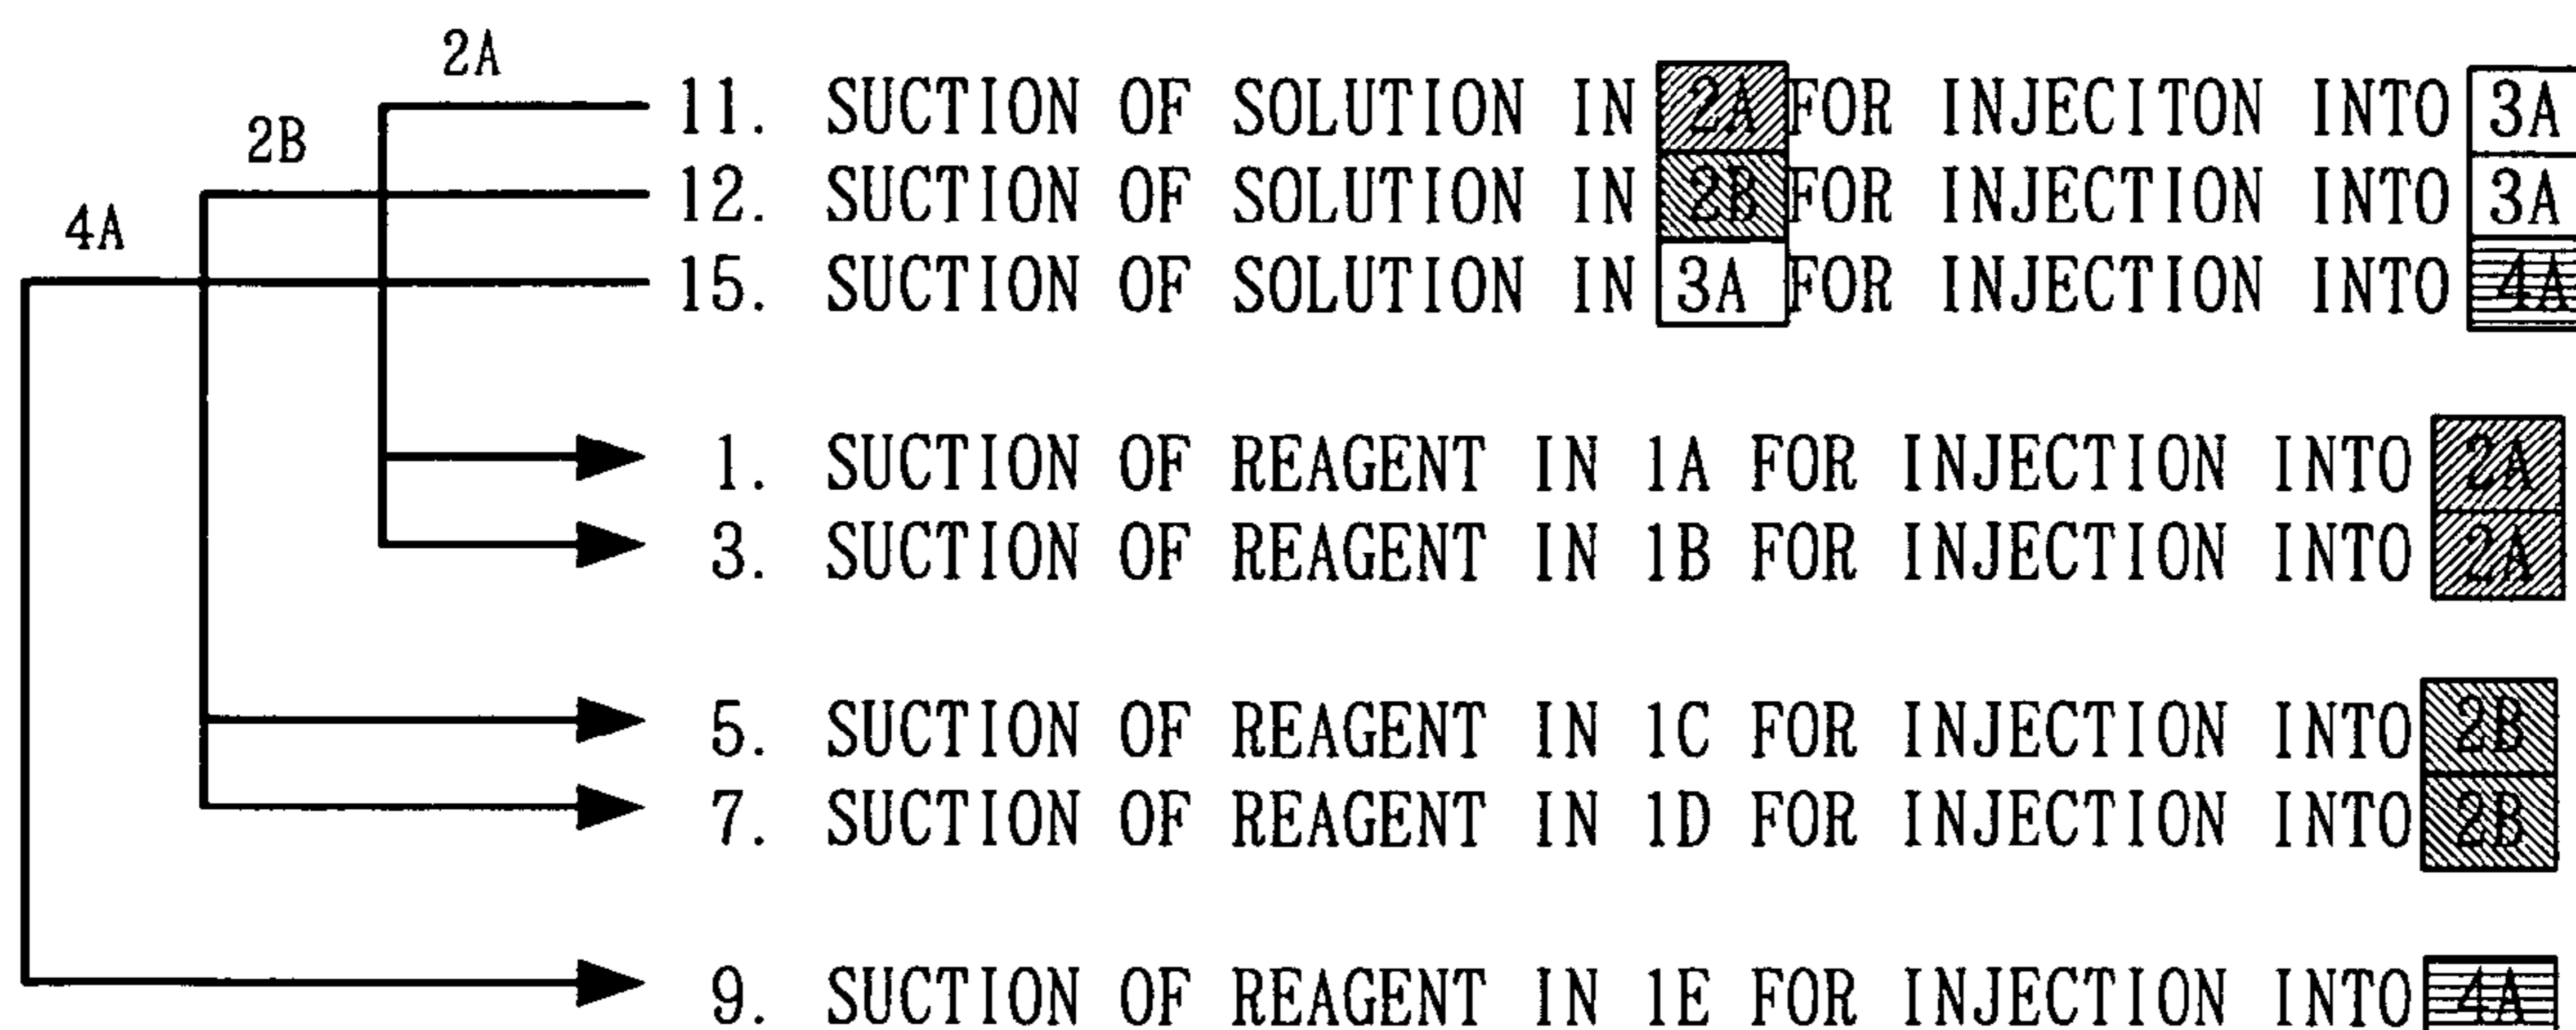 2A
11. SUCTION OF SOLUTION IN 2A FOR INJECITON INTO 3A
2B
12. SUCTION OF SOLUTION IN 2B FOR INJECTION INTO 3A
4A
15. SUCTION OF SOLUTION IN 3A FOR INJECTION INTO 4A
1. SUCTION OF REAGENT IN 1A FOR INJECTION INTO 2A
3. SUCTION OF REAGENT IN 1B FOR INJECTION INTO 2A
5. SUCTION OF REAGENT IN 1C FOR INJECTION INTO 2B
7. SUCTION OF REAGENT IN 1D FOR INJECTION INTO 2B
9. SUCTION OF REAGENT IN 1E FOR INJECTION INTO 4A